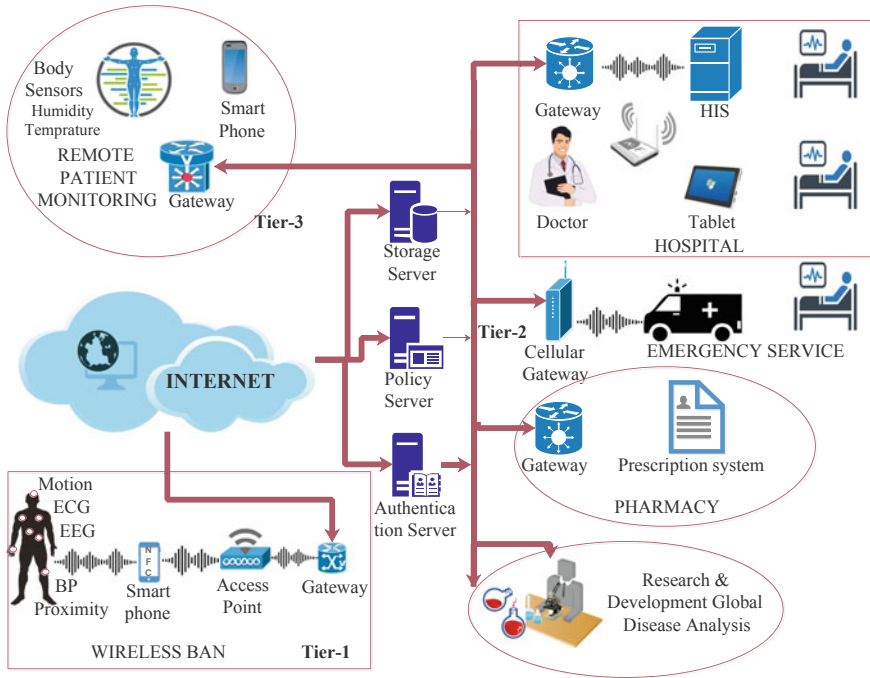 Body
Sensors
Humidity
Temprature
Smart
Phone
REMOTE
PATIENT
MONITORING
Gateway
Tier-3
Gateway
HIS
Doctor
Tablet
HOSPITAL
Storage
Server
Policy
Server
Authentica
tion Server
Tier-2
Cellular
Gateway
EMERGENCY SERVICE
INTERNET
Gateway
Prescription system
PHARMACY
Motion
ECG
EEG
BP
Proximity
N
F
C
Smart
phone
Access
Point
Gateway
WIRELESS BAN
Tier-1
Research &
Development Global
Disease Analysis